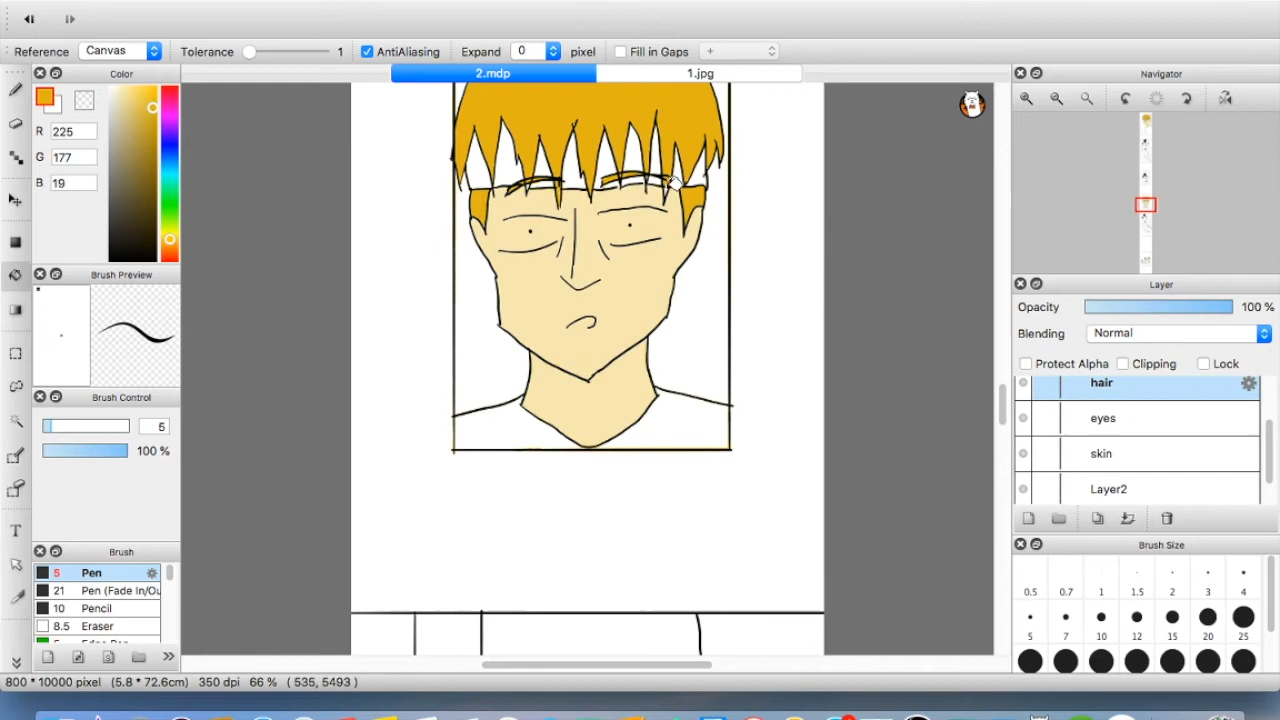 Reference Canvas Tolerance 1 AntiAliasing Expand 0 pixel Fill in Gaps +
Color 2.mdp 1.jpg Navigator
R 225
G 177
B 19
Brush Preview
Layer
Opacity 100 %
Blending Normal
Protect Alpha Clipping Lock
hair
eyes
skin
Layer2
Brush Control
5
100 %
Brush
5 Pen
21 Pen (Fade In/Ou
10 Pencil
8.5 Eraser
Brush Size
0.5 0.7 1 1.5 2 3 4
5 7 10 12 15 20 25
800 * 10000 pixel (5.8 * 72.6cm) 350 dpi 66 % ( 535, 5493 )